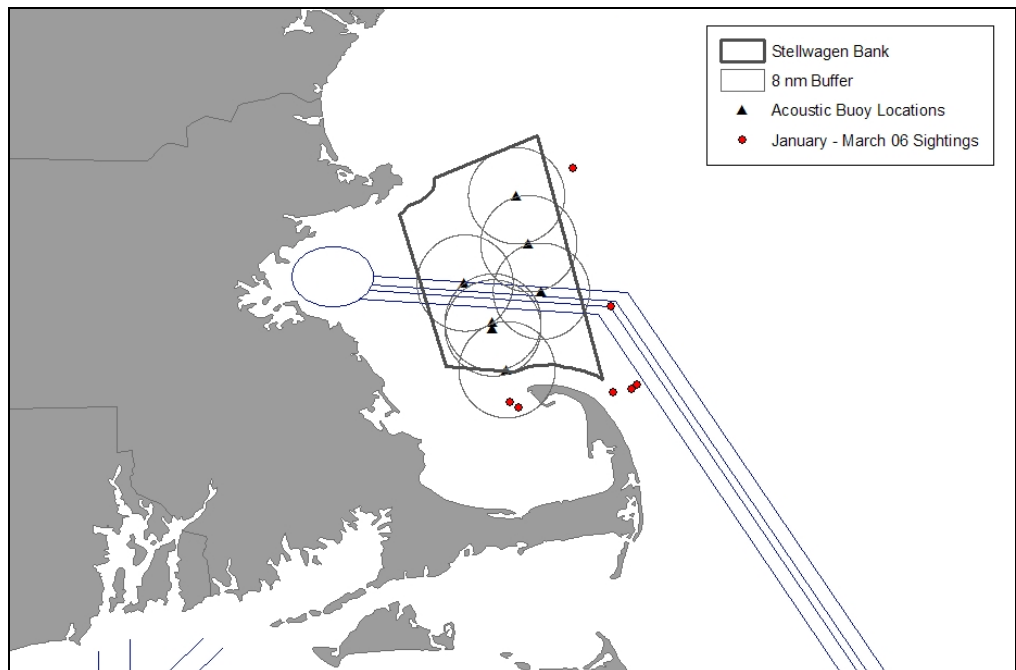 Stellwagen Bank
8 nm Buffer
Acoustic Buoy Locations
January - March 06 Sightings